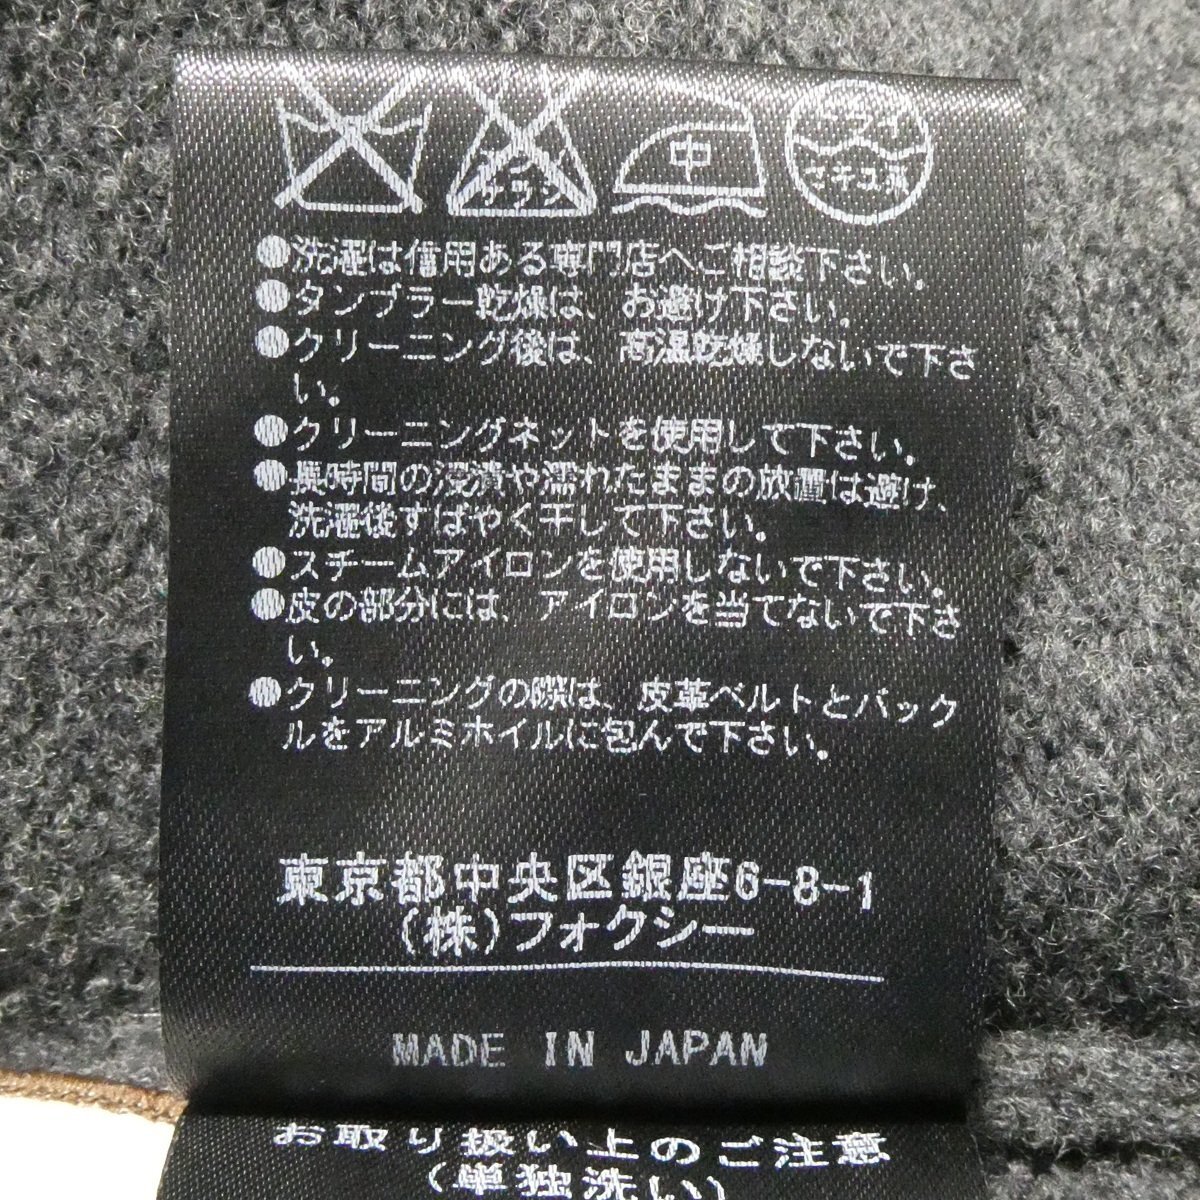 エンソ
サラシ
中
ドライ
セキユ系
●洗濯は信用ある専門店へご相談下さい。
●タンブラー乾燥は、お避け下さい。
●クリーニング後は、高温乾燥しないで下さ
い。
●クリーニングネットを使用して下さい。
●長時間の浸漬や濡れたままの放置は避け、
洗濯後すばやく干して下さい。
●スチームアイロンを使用しないで下さい。
●皮の部分には、アイロンを当てないで下さ
い。
●クリーニングの際は、皮革ベルトとバック
ルをアルミホイルに包んで下さい。
東京都中央区銀座6-8-1
(株)フォクシー
MADE IN JAPAN
お取り扱い上のご注意
(単独洗い)